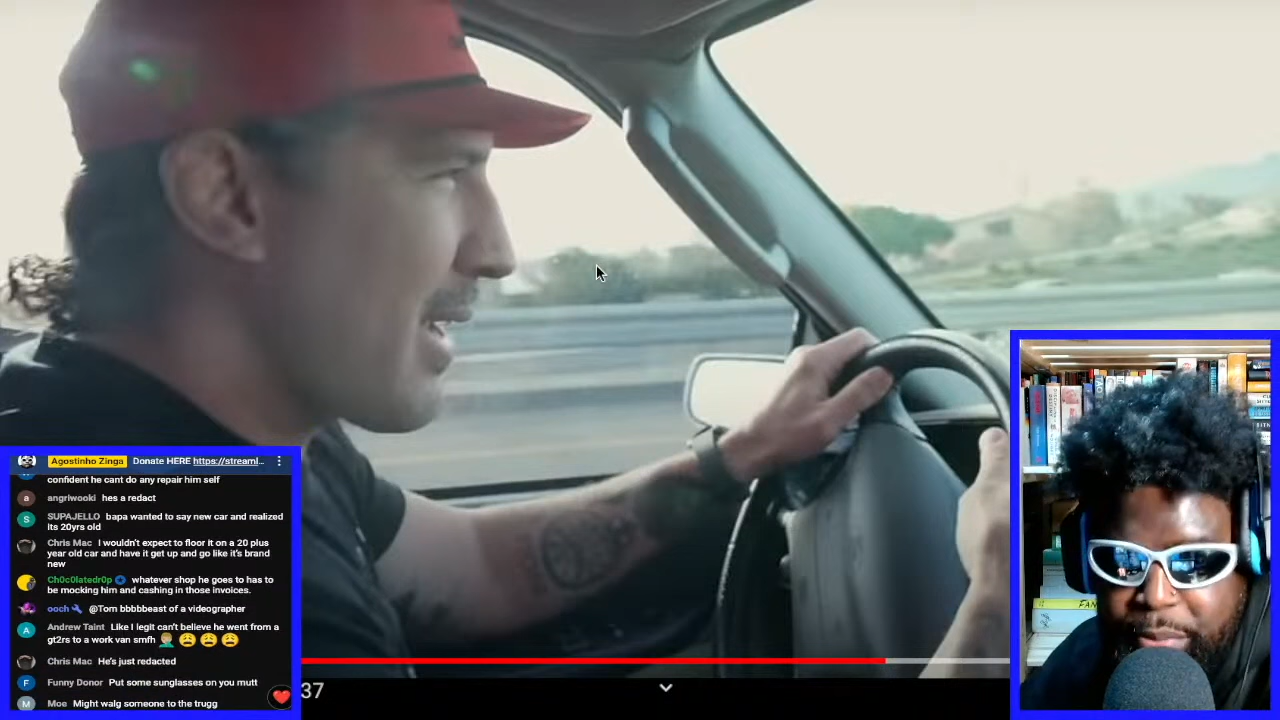 Agostinho Zinga Donate HERE https://streaml...
confident he cant do any repair him self
angriwooki hes a redact
SUPAJELLO bapa wanted to say new car and realized
its 20yrs old
Chris Mac I wouldn't expect to floor it on a 20 plus
year old car and have it get up and go like it's brand
new
Ch0c0latedr0p whatever shop he goes to has to
be mocking him and cashing in those invoices.
ooch @Tom bbbbbeast of a videographer
Andrew Taint Like I legit can't believe he went from a
gt2rs to a work van smfh 🤦🏼‍♂️ 😩 😩 😩
Chris Mac He's just redacted
Funny Donor Put some sunglasses on you mutt
Moe Might walg someone to the trugg
37
FAN